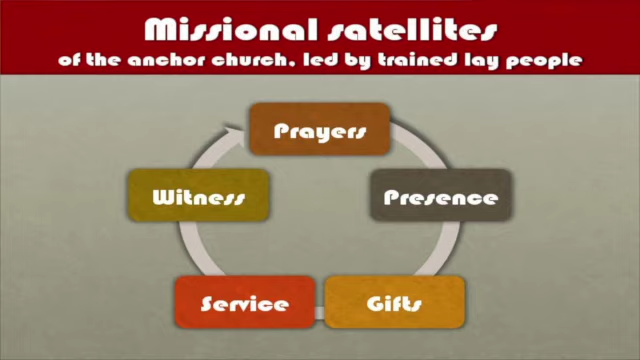 Missional satellites
of the anchor church, led by trained lay people
Prayers
Presence
Gifts
Service
Witness